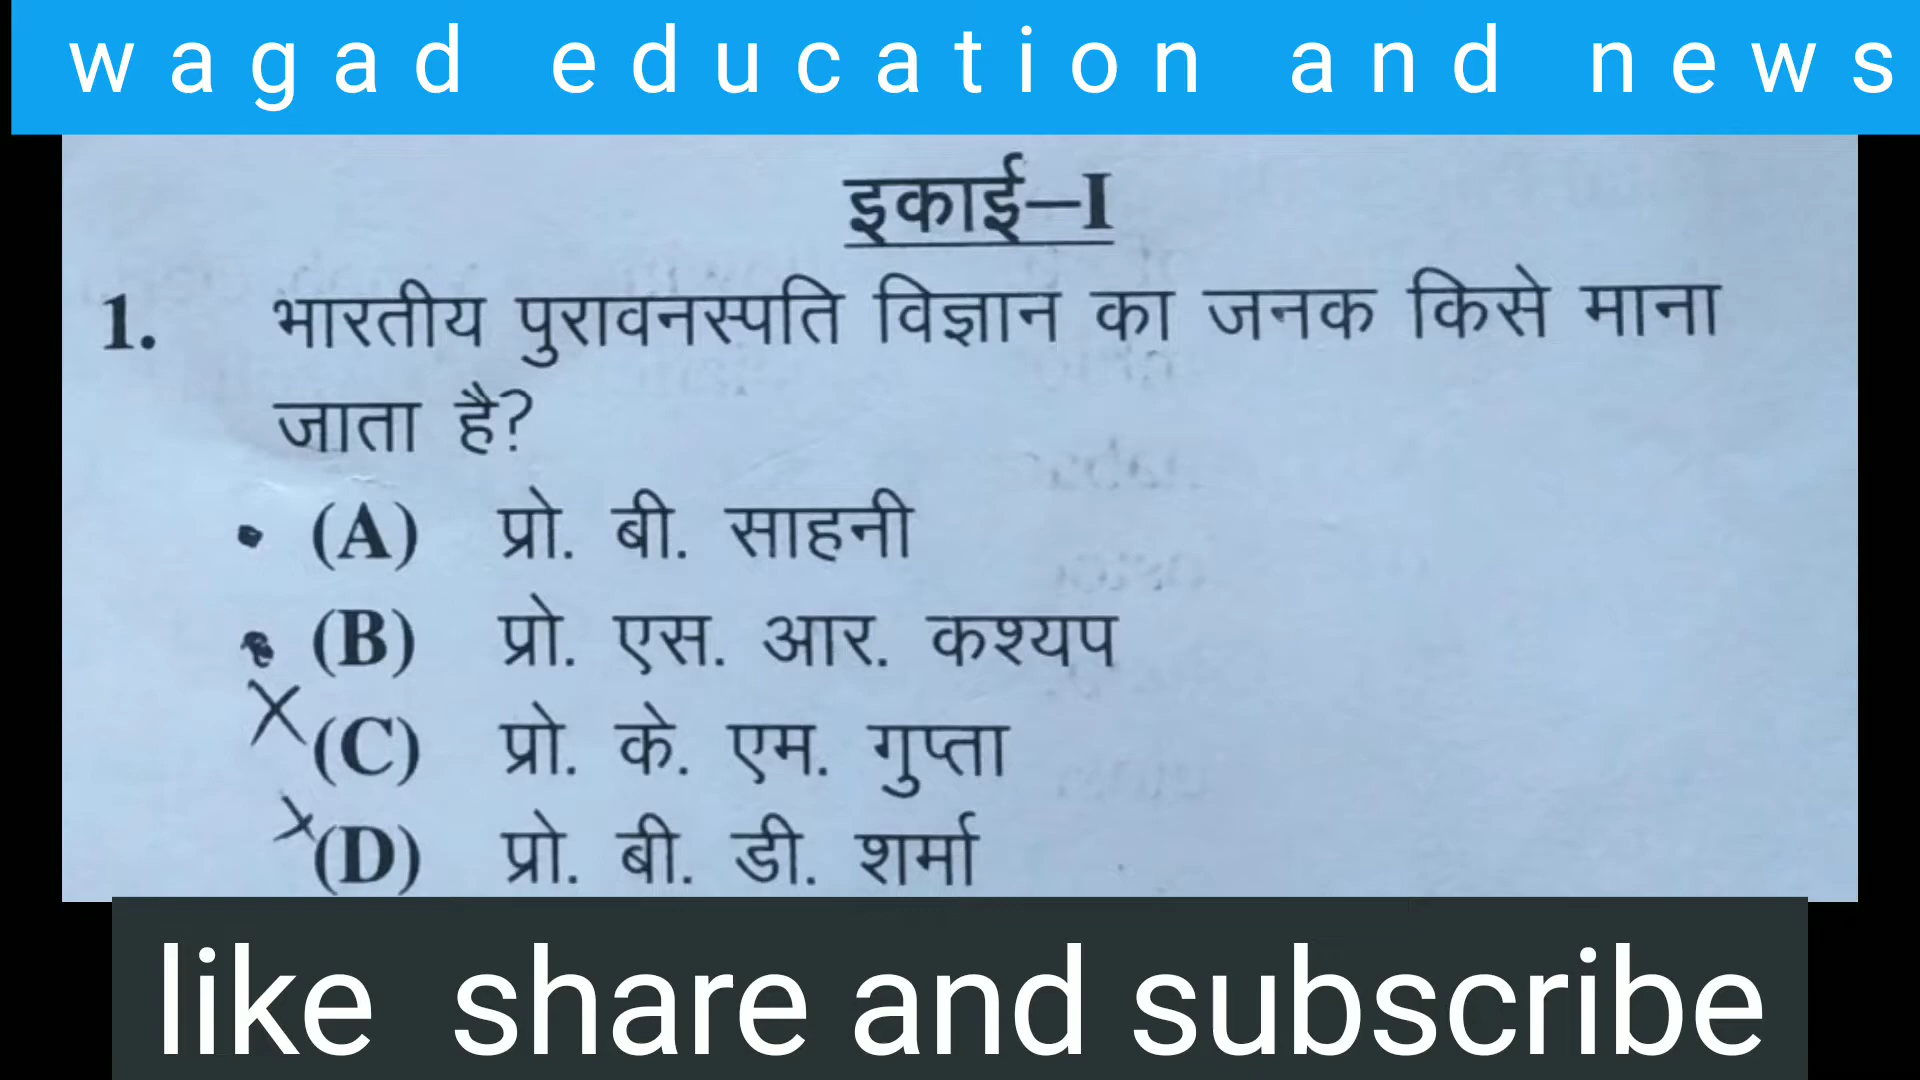 wagad education and news
इकाई–I
1. भारतीय पुरावनस्पति विज्ञान का जनक किसे माना
जाता है?
(A) प्रो. बी. साहनी
(B) प्रो. एस. आर. कश्यप
(C) प्रो. के. एम. गुप्ता
(D) प्रो. बी. डी. शर्मा
like share and subscribe